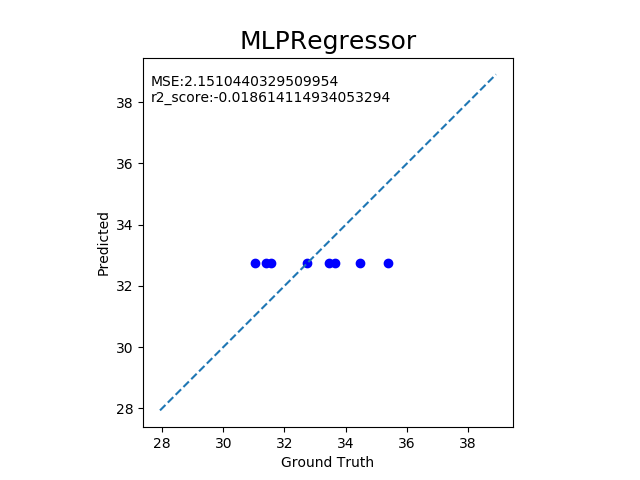 MLPRegressor
MSE:2.1510440329509954
r2_score:-0.018614114934053294
38
36
34
32
30
28
Predicted
28 30 32 34 36 38
Ground Truth